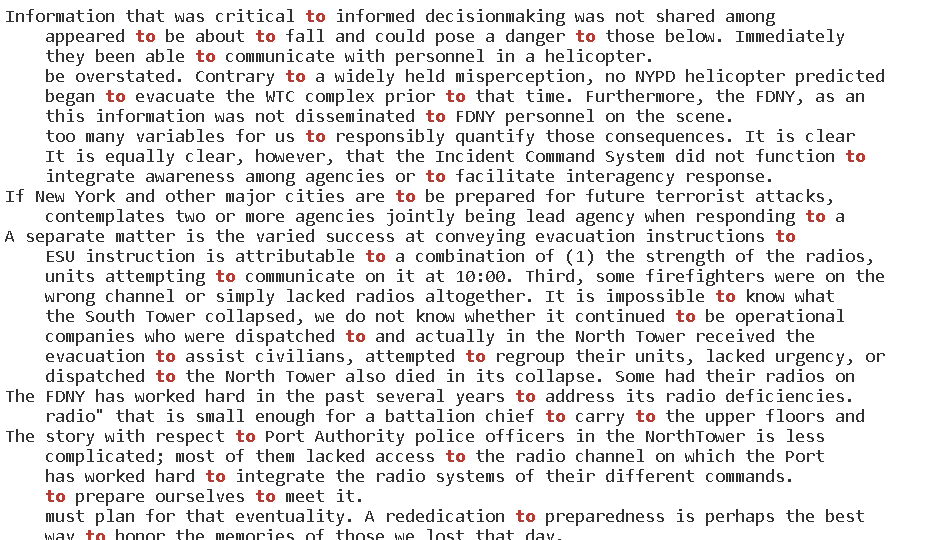 Information that was critical to informed decisionmaking was not shared among
appeared to be about to fall and could pose a danger to those below. Immediately
they been able to communicate with personnel in a helicopter.
be overstated. Contrary to a widely held misperception, no NYPD helicopter predicted
began to evacuate the WTC complex prior to that time. Furthermore, the FDNY, as an
this information was not disseminated to FDNY personnel on the scene.
too many variables for us to responsibly quantify those consequences. It is clear
It is equally clear, however, that the Incident Command System did not function to
integrate awareness among agencies or to facilitate interagency response.
If New York and other major cities are to be prepared for future terrorist attacks,
contemplates two or more agencies jointly being lead agency when responding to a
A separate matter is the varied success at conveying evacuation instructions to
ESU instruction is attributable to a combination of (1) the strength of the radios,
units attempting to communicate on it at 10:00. Third, some firefighters were on the
wrong channel or simply lacked radios altogether. It is impossible to know what
the South Tower collapsed, we do not know whether it continued to be operational
companies who were dispatched to and actually in the North Tower received the
evacuation to assist civilians, attempted to regroup their units, lacked urgency, or
dispatched to the North Tower also died in its collapse. Some had their radios on
The FDNY has worked hard in the past several years to address its radio deficiencies.
radio" that is small enough for a battalion chief to carry to the upper floors and
The story with respect to Port Authority police officers in the NorthTower is less
complicated; most of them lacked access to the radio channel on which the Port
has worked hard to integrate the radio systems of their different commands.
to prepare ourselves to meet it.
must plan for that eventuality. A rededication to preparedness is perhaps the best
way to honor the memories of those we lost that day.